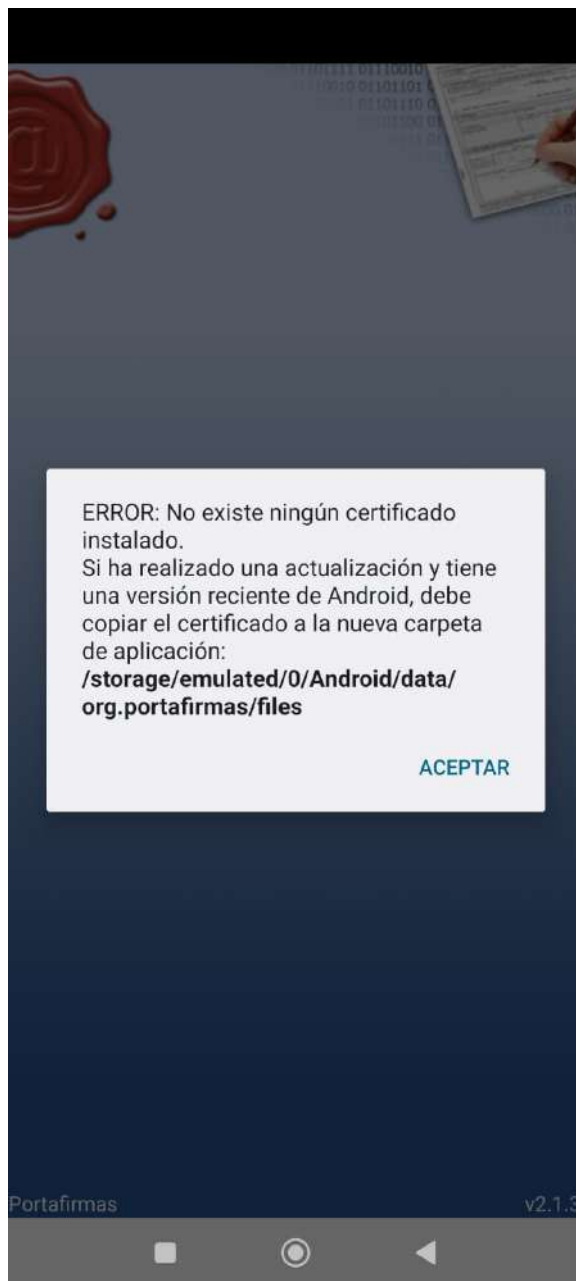 ERROR: No existe ningún certificado
instalado.
Si ha realizado una actualización y tiene
una versión reciente de Android, debe
copiar el certificado a la nueva carpeta
de aplicación:
/storage/emulated/0/Android/data/
org.portafirmas/files
ACEPTAR
Portafirmas v2.1.3